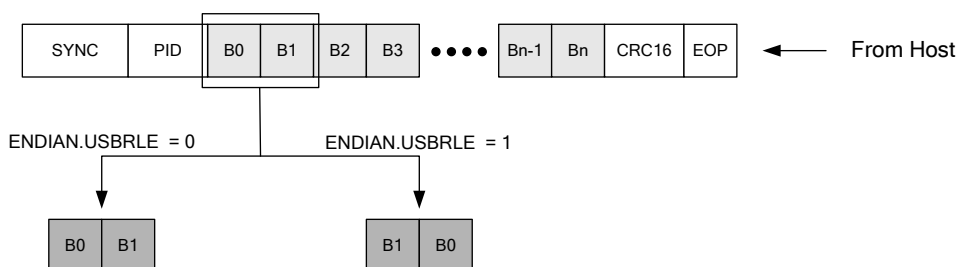 SYNC PID B0 B1 B2 B3 Bn-1 Bn CRC16 EOP From Host
ENDIAN.USBRLE = 0 ENDIAN.USBRLE = 1
B0 B1 B1 B0